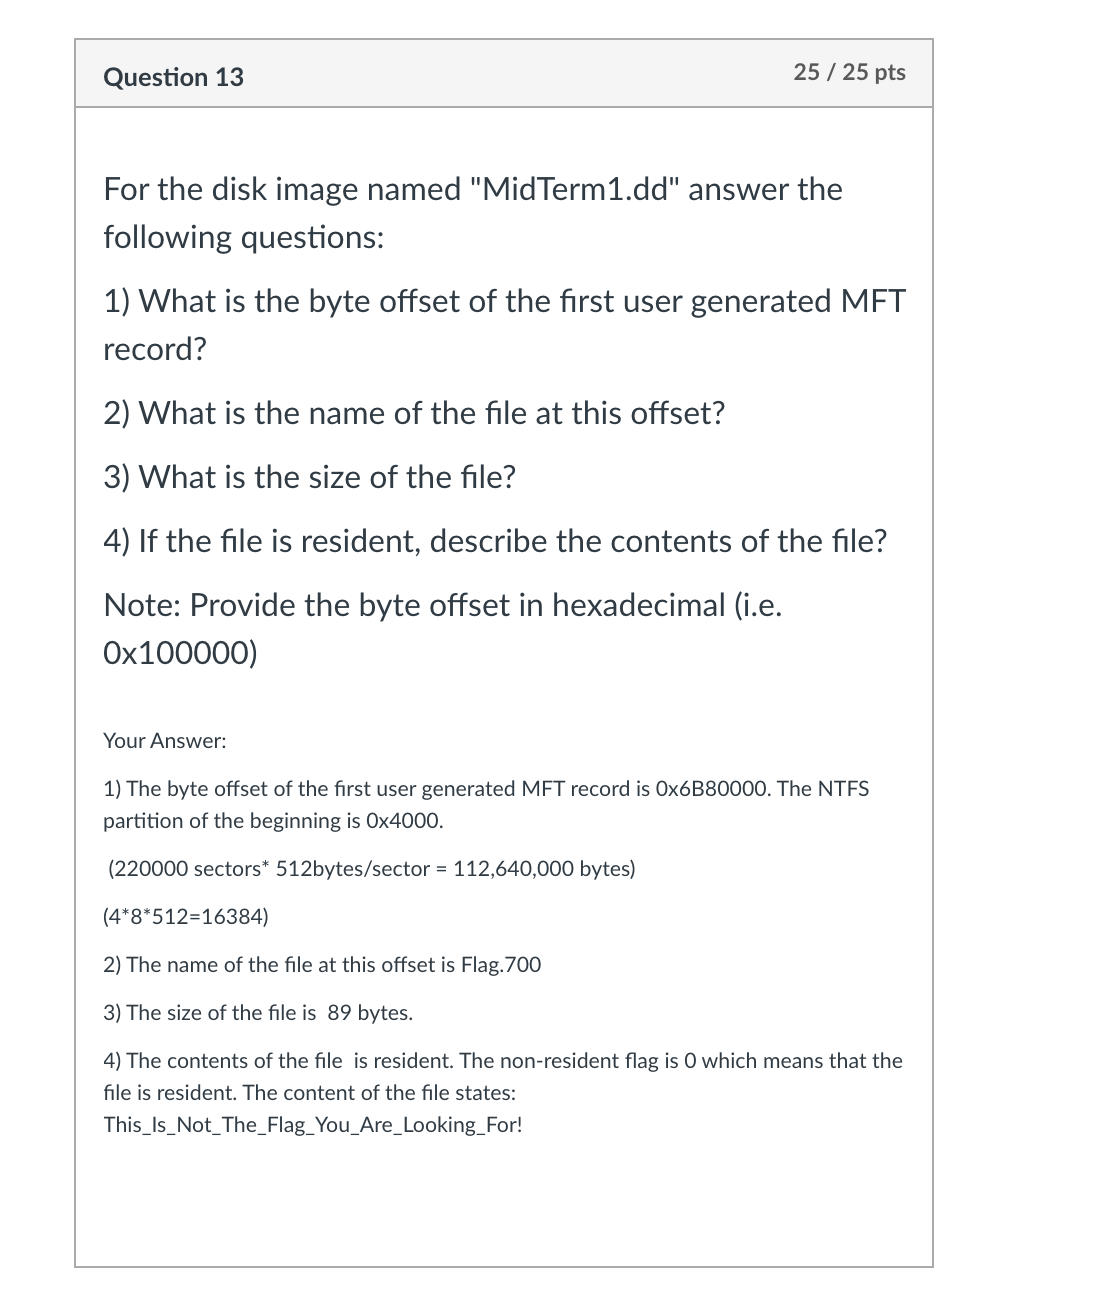 Question 13
25 / 25 pts
For the disk image named "MidTerm1.dd" answer the
following questions:
1) What is the byte offset of the first user generated MFT
record?
2) What is the name of the file at this offset?
3) What is the size of the file?
4) If the file is resident, describe the contents of the file?
Note: Provide the byte offset in hexadecimal (i.e.
0x100000)
Your Answer:
1) The byte offset of the first user generated MFT record is 0x6B80000. The NTFS
partition of the beginning is 0x4000.
(220000 sectors* 512bytes/sector = 112,640,000 bytes)
(4*8*512=16384)
2) The name of the file at this offset is Flag.700
3) The size of the file is  89 bytes.
4) The contents of the file  is resident. The non-resident flag is 0 which means that the
file is resident. The content of the file states:
This_Is_Not_The_Flag_You_Are_Looking_For!